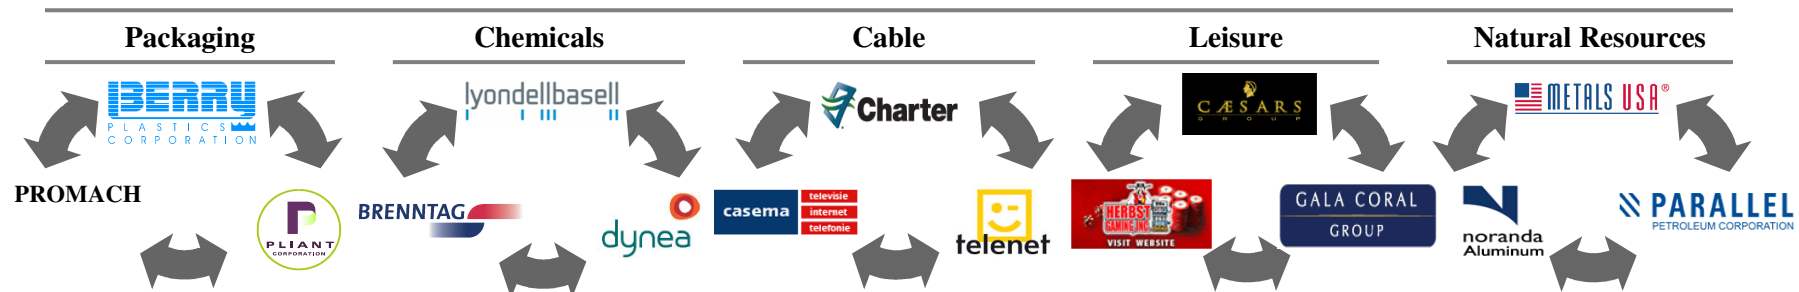 Packaging
Chemicals
Cable
Leisure
Natural Resources
BERRY
PLASTICS
CORPORATION
lyondellbasell
Charter
CÆSARS
GROUP
METALS USA®
PROMACH
PLIANT
CORPORATION
BRENNTAG
dynea
casema
televisie
internet
telefonie
telenet
HERBST
GAMING INC.
VISIT WEBSITE
GALA CORAL
GROUP
noranda
Aluminum
PARALLEL
PETROLEUM CORPORATION